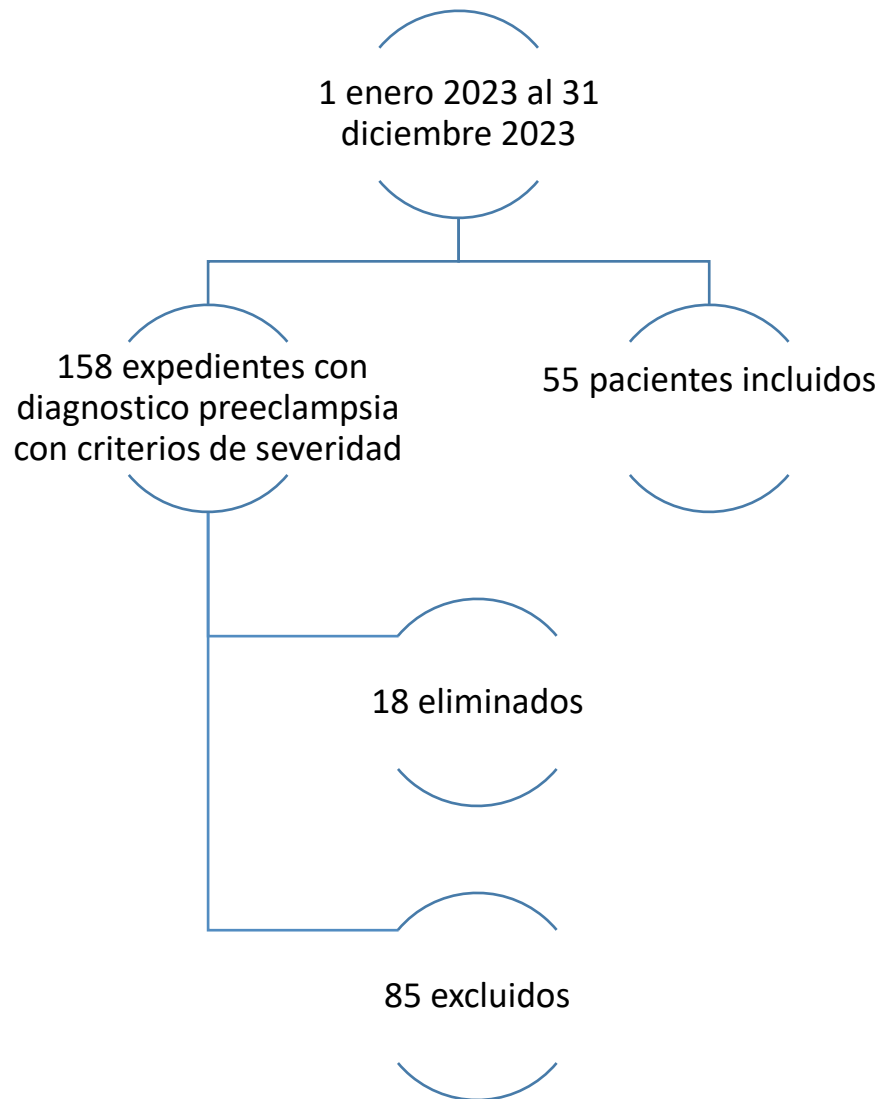 1 enero 2023 al 31
diciembre 2023
158 expedientes con
diagnostico preeclampsia
con criterios de severidad
55 pacientes incluidos
18 eliminados
85 excluidos